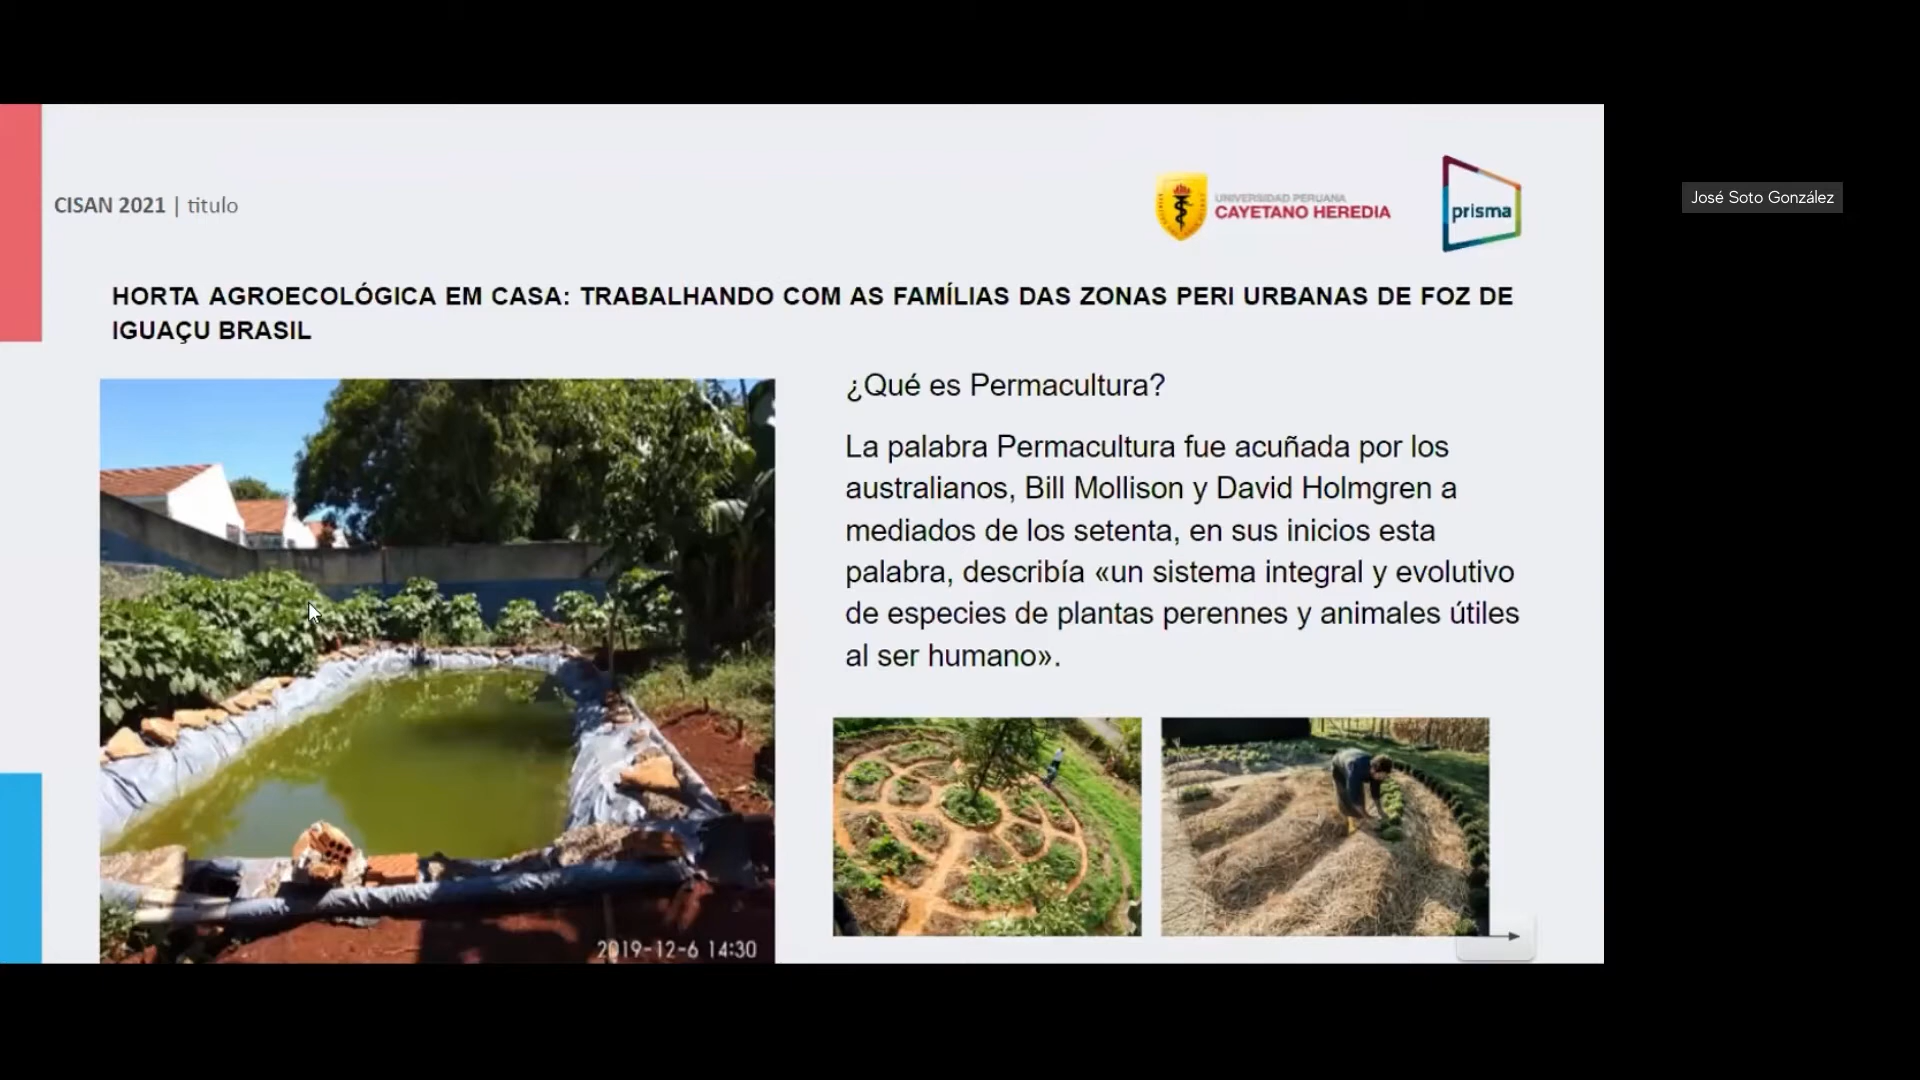 CISAN 2021 | titulo
UNIVERSIDAD PERUANA
CAYETANO HEREDIA
prisma
José Soto González
HORTA AGROECOLÓGICA EM CASA: TRABALHANDO COM AS FAMÍLIAS DAS ZONAS PERI URBANAS DE FOZ DE
IGUAÇU BRASIL
¿Qué es Permacultura?
La palabra Permacultura fue acuñada por los
australianos, Bill Mollison y David Holmgren a
mediados de los setenta, en sus inicios esta
palabra, describía «un sistema integral y evolutivo
de especies de plantas perennes y animales útiles
al ser humano».
2019-12-6 14:30